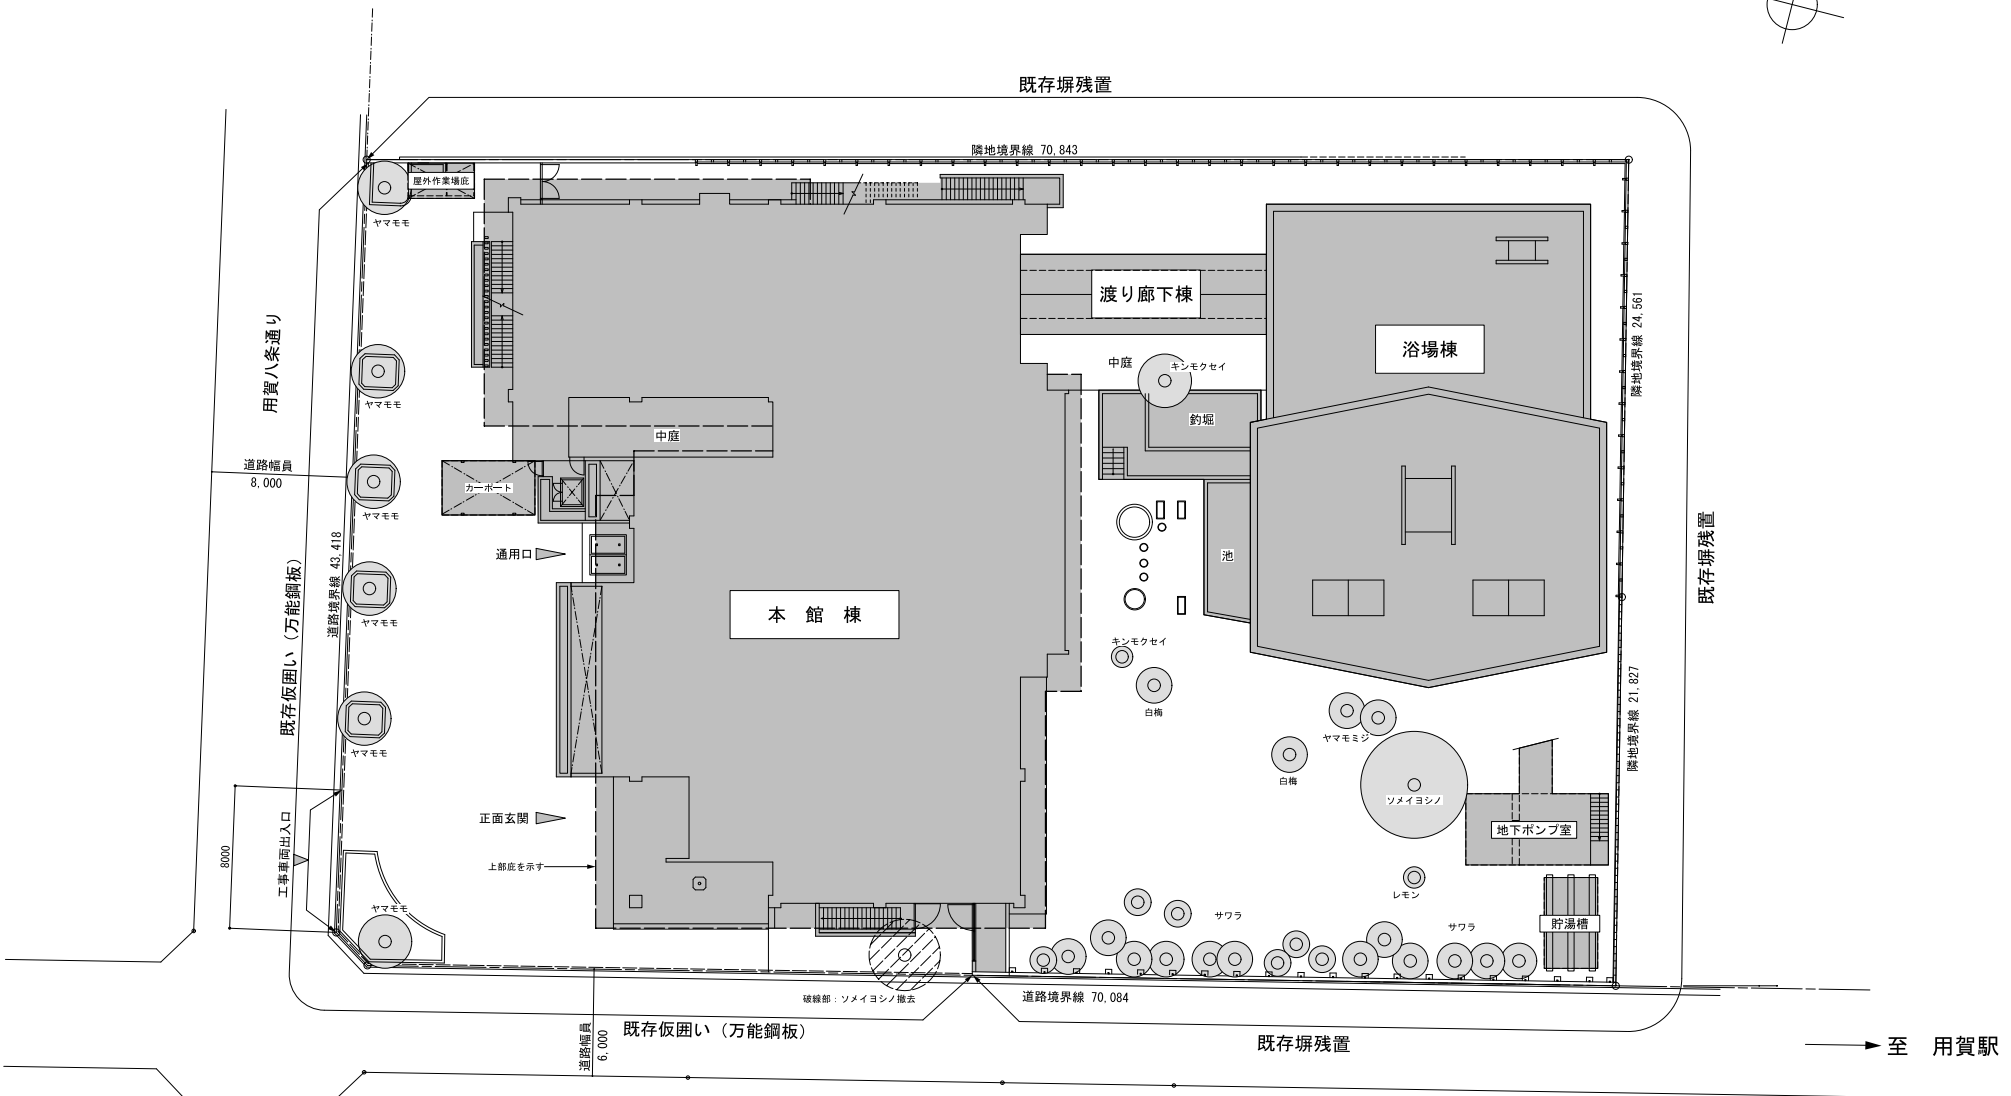 既存塀残置
隣地境界線 70,843
屋外作業場庇
ヤマモモ
渡り廊下棟
浴場棟
隣地境界線 24,561
用賀八条通り
中庭
キンモクセイ
ヤマモモ
釣堀
中庭
道路幅員
8,000
カーポート
ヤマモモ
道路境界線 43,418
通用口
池
既存塀残置
既存仮囲い（万能鋼板）
ヤマモモ
本 館 棟
キンモクセイ
白梅
隣地境界線 21,827
ヤマモモ
ヤマモミジ
白梅
ソメイヨシノ
正面玄関
地下ポンプ室
8000
工事車両出入口
上部庇を示す
レモン
ヤマモモ
サワラ
サワラ
貯湯槽
破線部：ソメイヨシノ撤去
道路境界線 70,084
既存仮囲い（万能鋼板）
道路幅員
6,000
既存塀残置
至 用賀駅